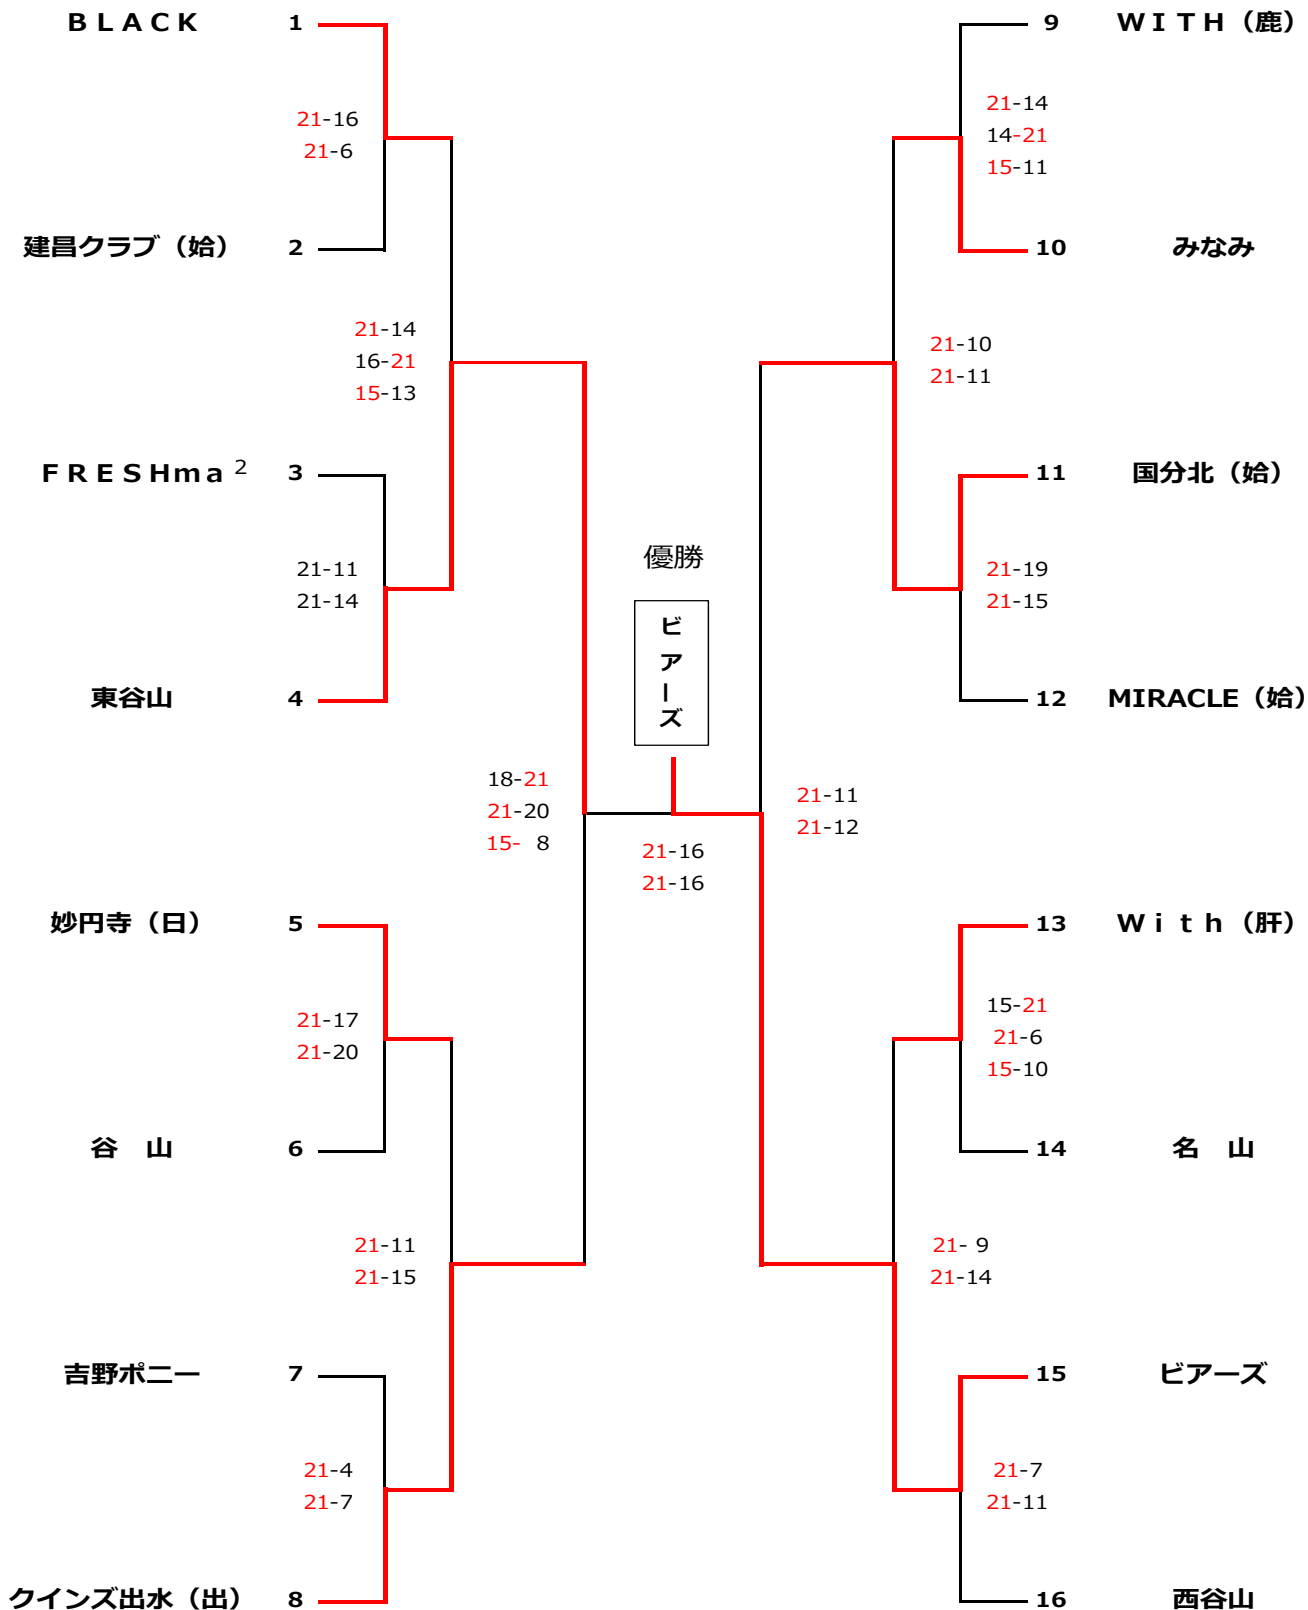 ＢＬＡＣＫ 1
21-16
21-6
建昌クラブ（姶） 2
21-14
16-21
15-13
ＦＲＥＳＨｍａ² 3
21-11
21-14
東谷山 4
18-21
21-20
15- 8
妙円寺（日） 5
21-17
21-20
谷　山 6
21-11
21-15
吉野ポニー 7
21-4
21-7
クインズ出水（出） 8
優勝
ビアーズ
21-16
21-16
9 ＷＩＴＨ（鹿）
21-14
14-21
15-11
10 みなみ
21-10
21-11
11 国分北（姶）
21-19
21-15
12 MIRACLE（姶）
21-11
21-12
13 Ｗｉｔｈ（肝）
15-21
21-6
15-10
14 名　山
21- 9
21-14
15 ビアーズ
21-7
21-11
16 西谷山